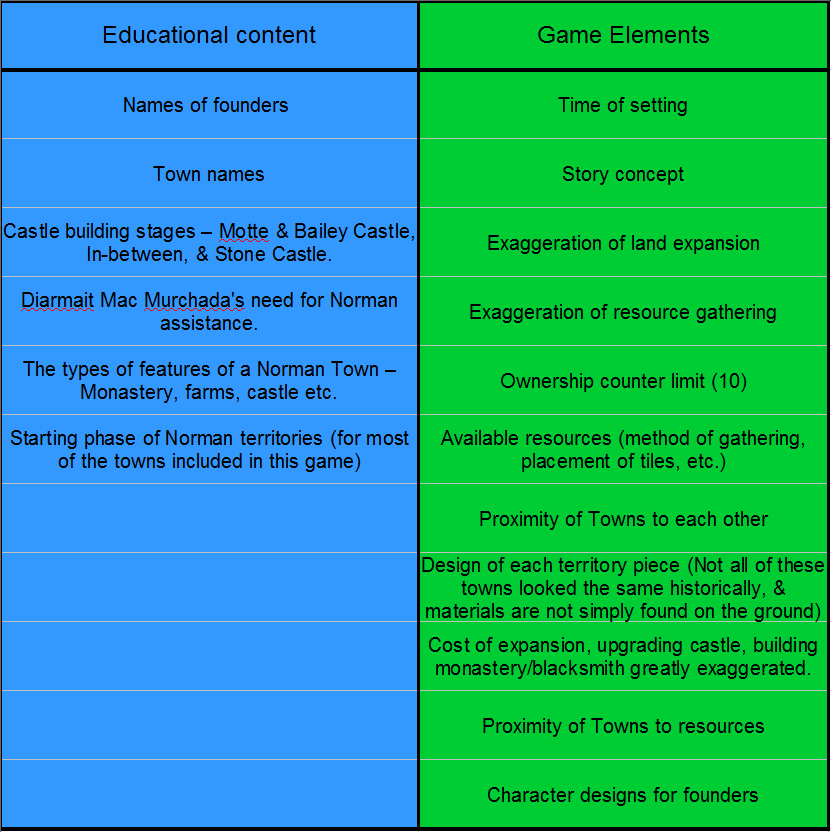 Educational content
Game Elements
Names of founders
Time of setting
Town names
Story concept
Castle building stages – Motte & Bailey Castle,
In-between, & Stone Castle.
Exaggeration of land expansion
Diarmait Mac Murchada's need for Norman
assistance.
Exaggeration of resource gathering
The types of features of a Norman Town –
Monastery, farms, castle etc.
Ownership counter limit (10)
Starting phase of Norman territories (for most
of the towns included in this game)
Available resources (method of gathering,
placement of tiles, etc.)
Proximity of Towns to each other
Design of each territory piece (Not all of these
towns looked the same historically, &
materials are not simply found on the ground)
Cost of expansion, upgrading castle, building
monastery/blacksmith greatly exaggerated.
Proximity of Towns to resources
Character designs for founders